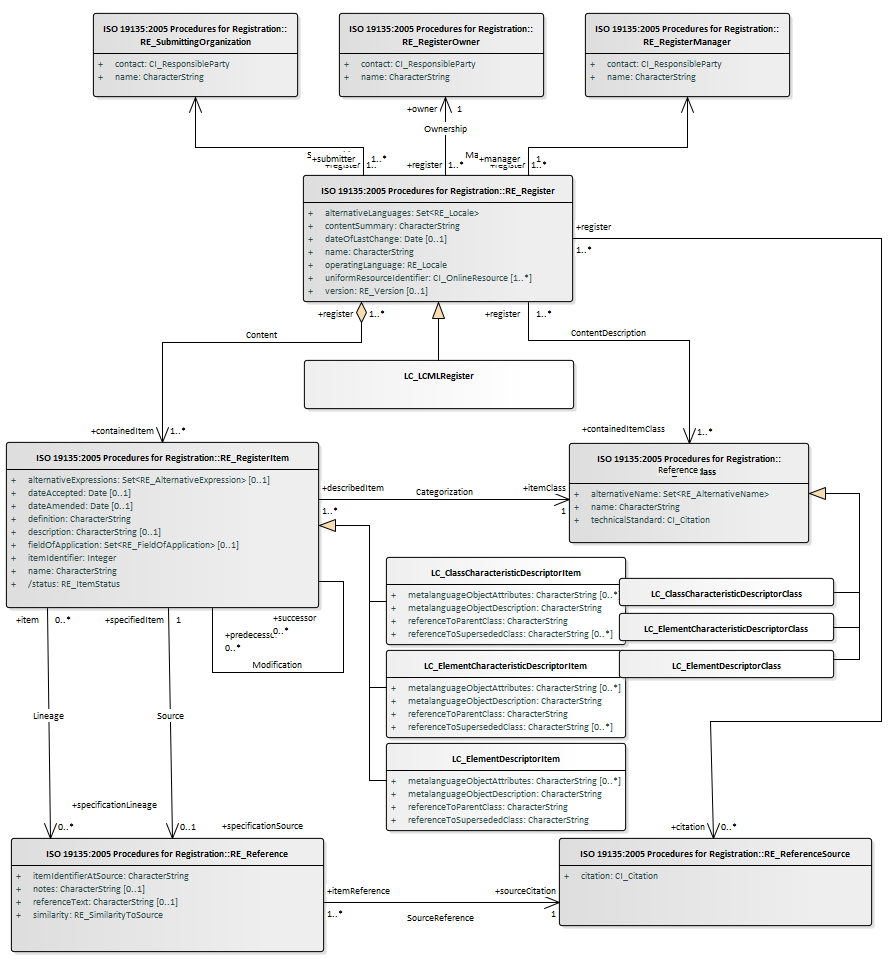 ISO 19135:2005 Procedures for Registration::
RE_SubmittingOrganization
+ contact: CI_ResponsibleParty
+ name: CharacterString
ISO 19135:2005 Procedures for Registration::
RE_RegisterOwner
+ contact: CI_ResponsibleParty
+ name: CharacterString
ISO 19135:2005 Procedures for Registration::
RE_RegisterManager
+ contact: CI_ResponsibleParty
+ name: CharacterString
+owner 1
Ownership
+submitter 1..*
+register 1..*
+register 1..*
+manager 1
+register 1..*
ISO 19135:2005 Procedures for Registration::RE_Register
+ alternativeLanguages: Set<RE_Locale>
+ contentSummary: CharacterString
+ dateOfLastChange: Date [0..1]
+ name: CharacterString
+ operatingLanguage: RE_Locale
+ uniformResourceIdentifier: CI_OnlineResource [1..*]
+ version: RE_Version [0..1]
+register
1..*
+register 1..*
Content
+register 1..*
ContentDescription
LC_LCMLRegister
+containedItem 1..*
+containedItemClass
1..*
ISO 19135:2005 Procedures for Registration::RE_RegisterItem
+ alternativeExpressions: Set<RE_AlternativeExpression> [0..1]
+ dateAccepted: Date [0..1]
+ dateAmended: Date [0..1]
+ definition: CharacterString
+ description: CharacterString [0..1]
+ fieldOfApplication: Set<RE_FieldOfApplication> [0..1]
+ itemIdentifier: Integer
+ name: CharacterString
+ /status: RE_ItemStatus
+describedItem
1..*
Categorization
+itemClass
1
ISO 19135:2005 Procedures for Registration::
Reference lass
+ alternativeName: Set<RE_AlternativeName>
+ name: CharacterString
+ technicalStandard: CI_Citation
LC_ClassCharacteristicDescriptorItem
+ metalanguageObjectAttributes: CharacterString [0..*
+ metalanguageObjectDescription: CharacterString
+ referenceToParentClass: CharacterString
+ referenceToSupersededClass: CharacterString [0..*]
LC_ClassCharacteristicDescriptorClass
LC_ElementCharacteristicDescriptorClass
LC_ElementDescriptorClass
LC_ElementCharacteristicDescriptorItem
+ metalanguageObjectAttributes: CharacterString [0..*]
+ metalanguageObjectDescription: CharacterString
+ referenceToParentClass: CharacterString
+ referenceToSupersededClass: CharacterString [0..*]
LC_ElementDescriptorItem
+ metalanguageObjectAttributes: CharacterString [0..*]
+ metalanguageObjectDescription: CharacterString
+ referenceToParentClass: CharacterString
+ referenceToSupersededClass: CharacterString
+item 0..*
+specifiedItem 1
+successor
0..*
+predecess
0..*
Modification
Lineage
Source
+specificationLineage
0..*
0..1
+specificationSource
+citation 0..*
ISO 19135:2005 Procedures for Registration::RE_Reference
+ itemIdentifierAtSource: CharacterString
+ notes: CharacterString [0..1]
+ referenceText: CharacterString [0..1]
+ similarity: RE_SimilarityToSource
+itemReference
1..*
SourceReference
+sourceCitation
1
ISO 19135:2005 Procedures for Registration::RE_ReferenceSource
+ citation: CI_Citation